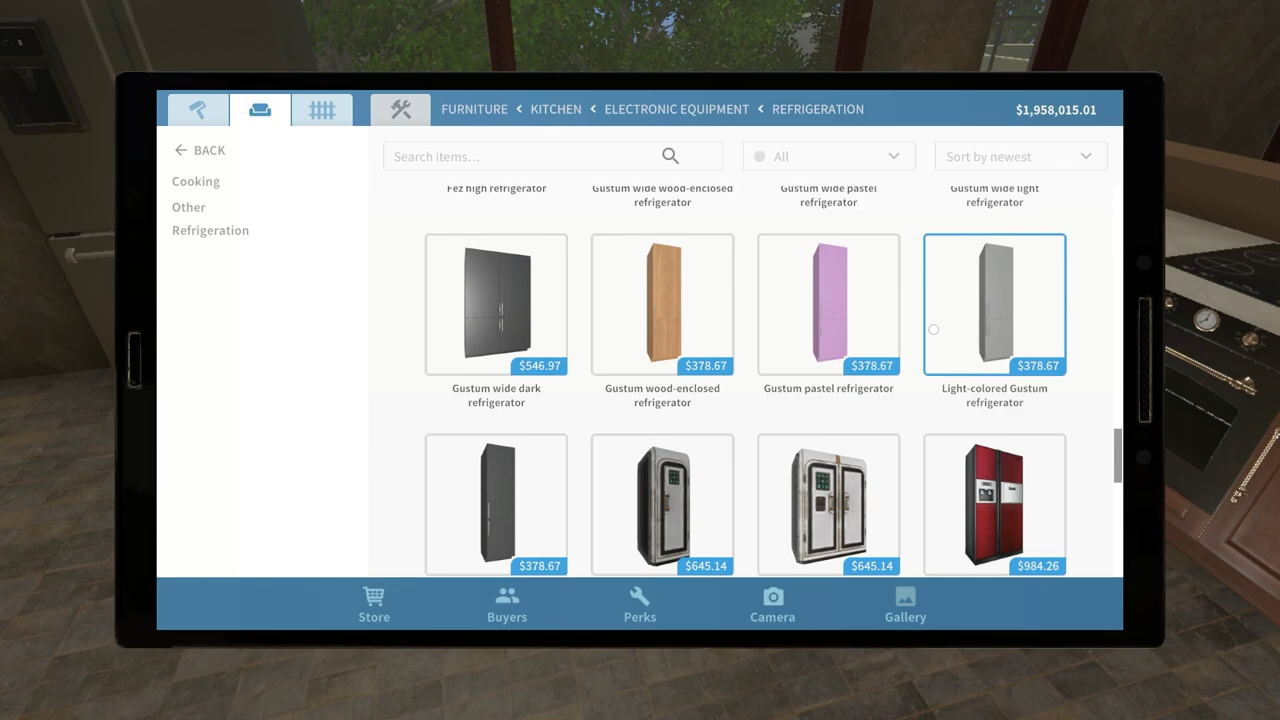 FURNITURE < KITCHEN < ELECTRONIC EQUIPMENT < REFRIGERATION
$1,958,015.01
BACK
Cooking
Other
Refrigeration
Search items...
All
Sort by newest
Fez high refrigerator
Gustum wide wood-enclosed
refrigerator
Gustum wide pastel
refrigerator
Gustum wide light
refrigerator
$546.97
$378.67
$378.67
$378.67
Gustum wide dark
refrigerator
Gustum wood-enclosed
refrigerator
Gustum pastel refrigerator
Light-colored Gustum
refrigerator
$378.67
$645.14
$645.14
$984.26
Store
Buyers
Perks
Camera
Gallery